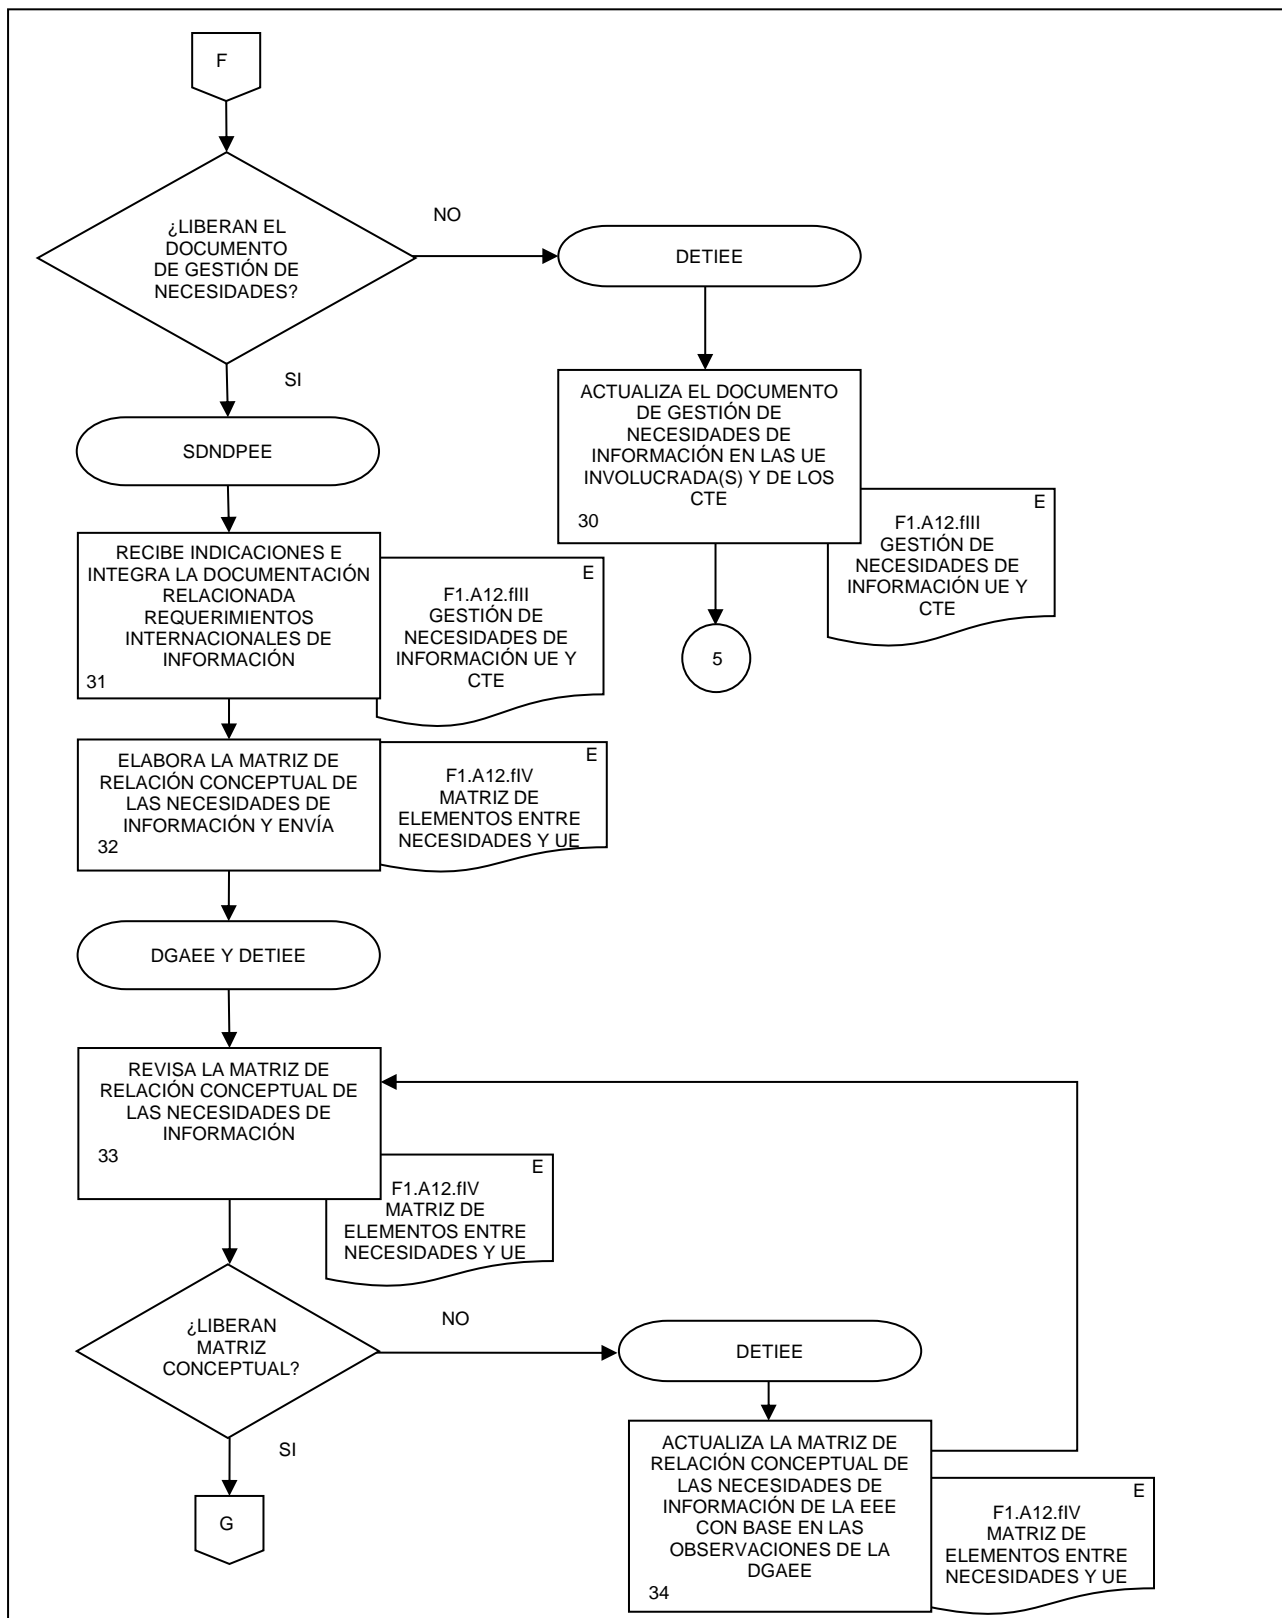 F
¿LIBERAN EL
DOCUMENTO
DE GESTIÓN DE
NECESIDADES?
NO
DETIEE
SI
ACTUALIZA EL DOCUMENTO
DE GESTIÓN DE
NECESIDADES DE
INFORMACIÓN EN LAS UE
INVOLUCRADA(S) Y DE LOS
CTE
30
E
F1.A12.fIII
GESTIÓN DE
NECESIDADES DE
INFORMACIÓN UE Y
CTE
5
SDNDPEE
RECIBE INDICACIONES E
INTEGRA LA DOCUMENTACIÓN
RELACIONADA
REQUERIMIENTOS
INTERNACIONALES DE
INFORMACIÓN
31
E
F1.A12.fIII
GESTIÓN DE
NECESIDADES DE
INFORMACIÓN UE Y
CTE
ELABORA LA MATRIZ DE
RELACIÓN CONCEPTUAL DE
LAS NECESIDADES DE
INFORMACIÓN Y ENVÍA
32
E
F1.A12.fIV
MATRIZ DE
ELEMENTOS ENTRE
NECESIDADES Y UE
DGAEE Y DETIEE
REVISA LA MATRIZ DE
RELACIÓN CONCEPTUAL DE
LAS NECESIDADES DE
INFORMACIÓN
33
E
F1.A12.fIV
MATRIZ DE
ELEMENTOS ENTRE
NECESIDADES Y UE
¿LIBERAN
MATRIZ
CONCEPTUAL?
NO
DETIEE
SI
G
ACTUALIZA LA MATRIZ DE
RELACIÓN CONCEPTUAL DE
LAS NECESIDADES DE
INFORMACIÓN DE LA EEE
CON BASE EN LAS
OBSERVACIONES DE LA
DGAEE
34
E
F1.A12.fIV
MATRIZ DE
ELEMENTOS ENTRE
NECESIDADES Y UE